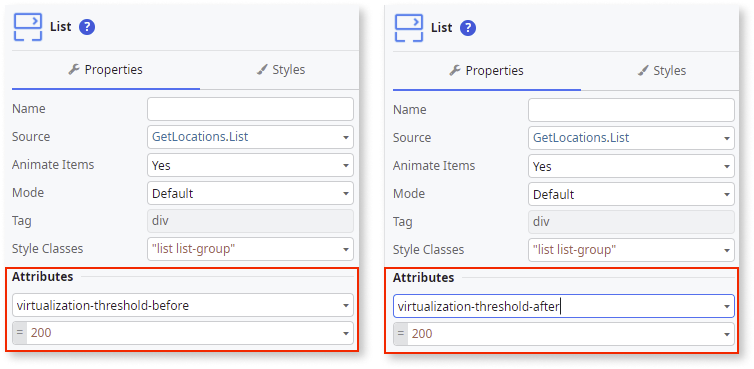 List ?
Properties Styles
Name
Source GetLocations.List
Animate Items Yes
Mode Default
Tag div
Style Classes "list list-group"
Attributes
virtualization-threshold-before
= 200
List ?
Properties Styles
Name
Source GetLocations.List
Animate Items Yes
Mode Default
Tag div
Style Classes "list list-group"
Attributes
virtualization-threshold-after
= 200